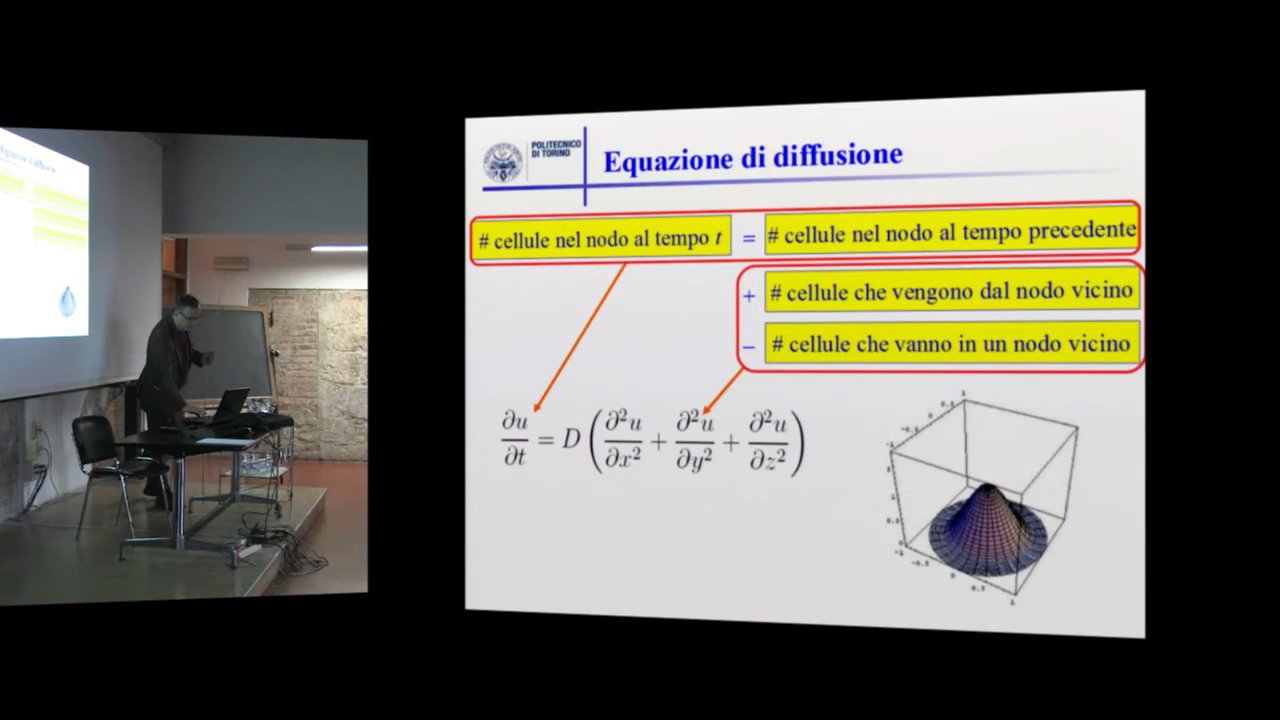 POLITECNICO
DI TORINO
Equazione di diffusione
# cellule nel nodo al tempo t = # cellule nel nodo al tempo precedente
+ # cellule che vengono dal nodo vicino
− # cellule che vanno in un nodo vicino
∂u/∂t = D(∂²u/∂x² + ∂²u/∂y² + ∂²u/∂z²)